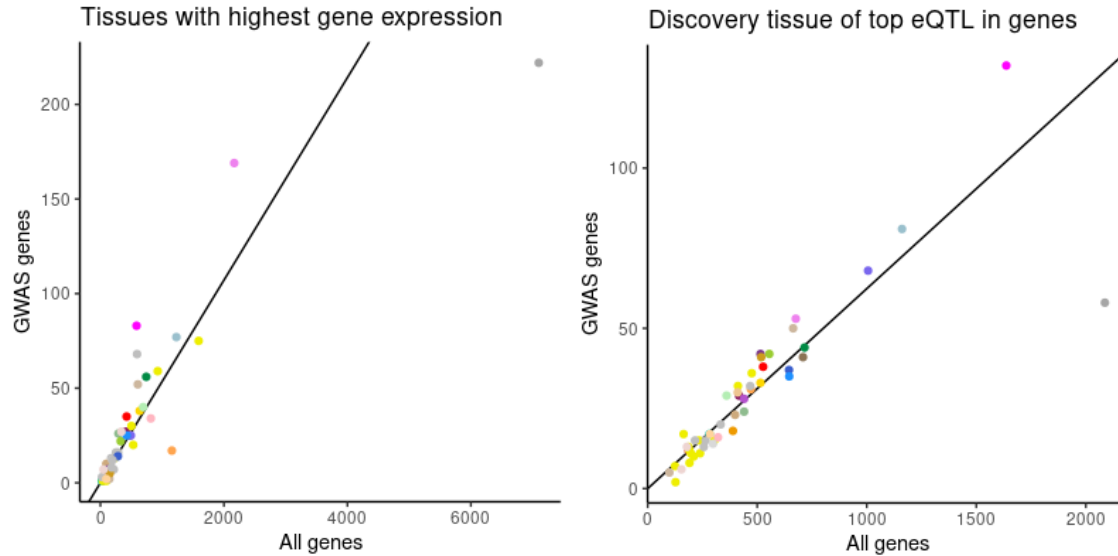 Tissues with highest gene expression
GWAS genes
200
150
100
50
0
0 2000 4000 6000
All genes
Discovery tissue of top eQTL in genes
GWAS genes
100
50
0
0 500 1000 1500 2000
All genes